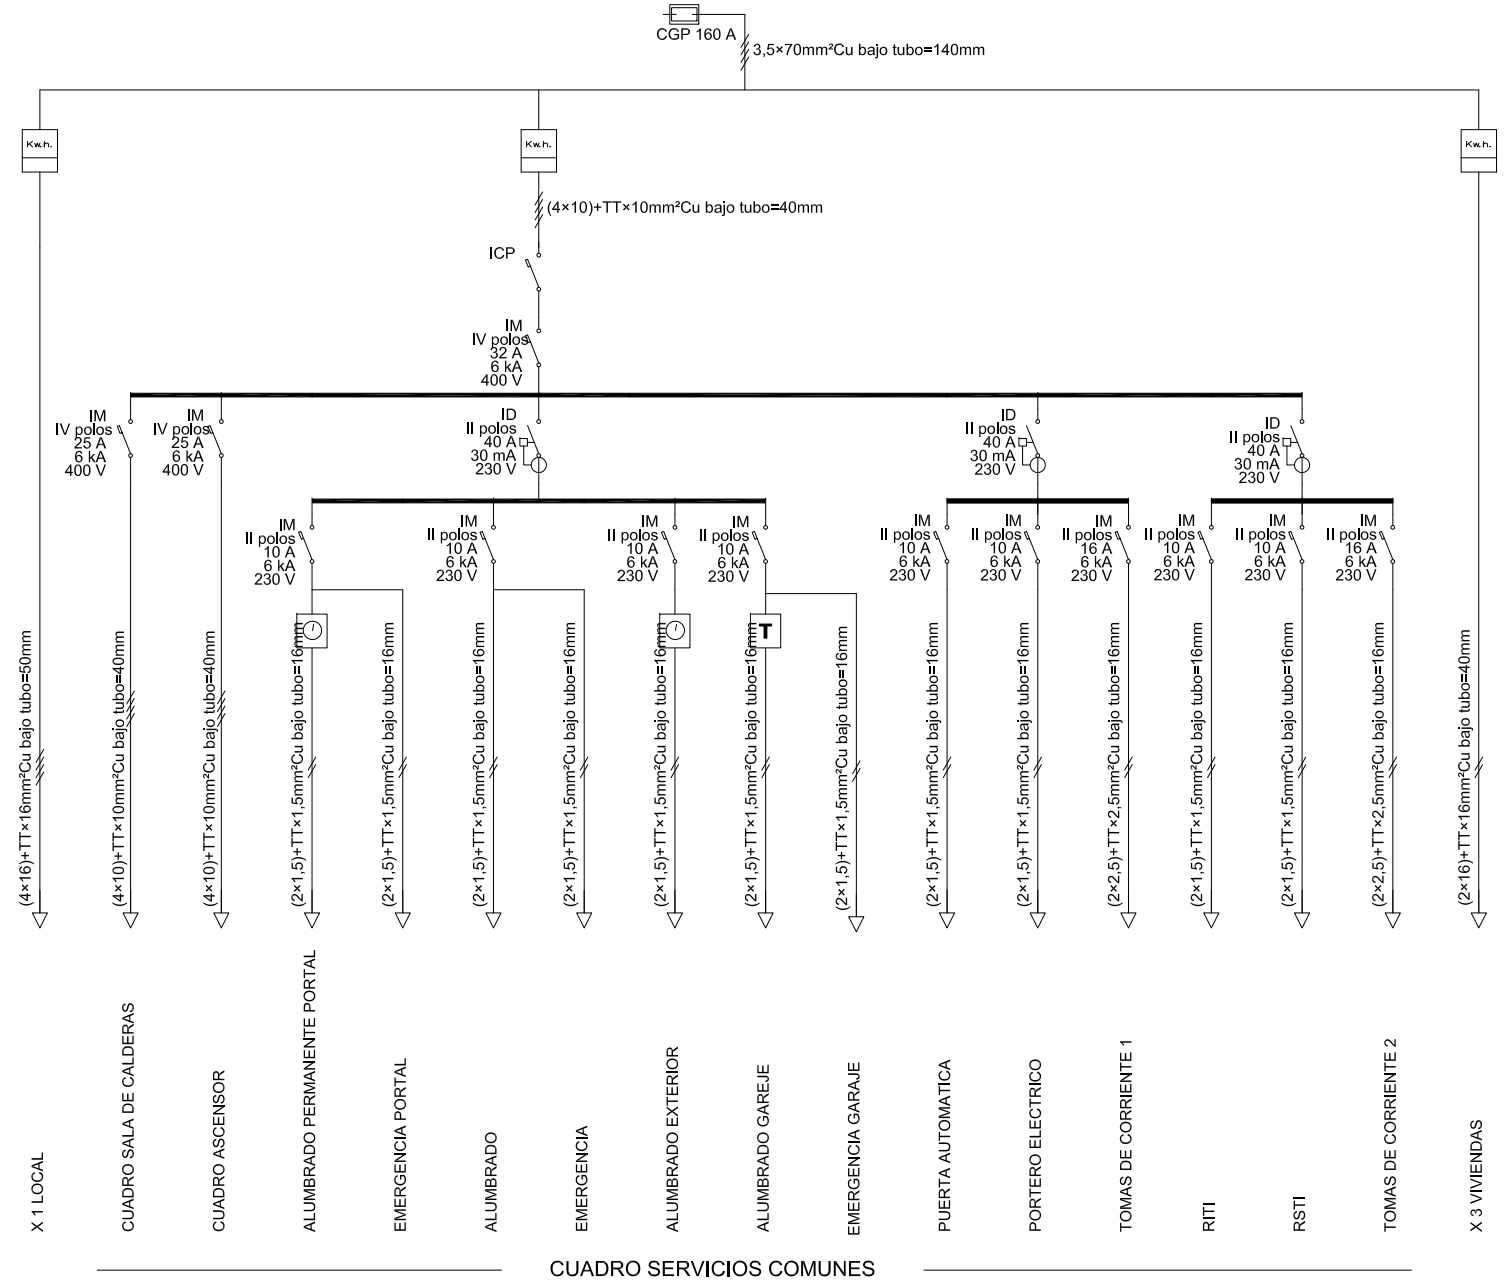 CGP 160 A
3,5×70mm²Cu bajo tubo=140mm
Kw.h.
Kw.h.
Kw.h.
(4×10)+TT×10mm²Cu bajo tubo=40mm
ICP
IM
IV polos
32 A
6 kA
400 V
IM
IV polos
25 A
6 kA
400 V
IM
IV polos
25 A
6 kA
400 V
ID
II polos
40 A
30 mA
230 V
ID
II polos
40 A
30 mA
230 V
ID
II polos
40 A
30 mA
230 V
IM
II polos
10 A
6 kA
230 V
IM
II polos
10 A
6 kA
230 V
IM
II polos
10 A
6 kA
230 V
IM
II polos
10 A
6 kA
230 V
IM
II polos
10 A
6 kA
230 V
IM
II polos
10 A
6 kA
230 V
IM
II polos
16 A
6 kA
230 V
IM
II polos
10 A
6 kA
230 V
IM
II polos
10 A
6 kA
230 V
IM
II polos
16 A
6 kA
230 V
T
(4×16)+TT×16mm²Cu bajo tubo=50mm
(4×10)+TT×10mm²Cu bajo tubo=40mm
(4×10)+TT×10mm²Cu bajo tubo=40mm
(2×1,5)+TT×1,5mm²Cu bajo tubo=16mm
(2×1,5)+TT×1,5mm²Cu bajo tubo=16mm
(2×1,5)+TT×1,5mm²Cu bajo tubo=16mm
(2×1,5)+TT×1,5mm²Cu bajo tubo=16mm
(2×1,5)+TT×1,5mm²Cu bajo tubo=16mm
(2×1,5)+TT×1,5mm²Cu bajo tubo=16mm
(2×1,5)+TT×1,5mm²Cu bajo tubo=16mm
(2×1,5)+TT×1,5mm²Cu bajo tubo=16mm
(2×1,5)+TT×1,5mm²Cu bajo tubo=16mm
(2×2,5)+TT×2,5mm²Cu bajo tubo=16mm
(2×1,5)+TT×1,5mm²Cu bajo tubo=16mm
(2×1,5)+TT×1,5mm²Cu bajo tubo=16mm
(2×2,5)+TT×2,5mm²Cu bajo tubo=16mm
(2×16)+TT×16mm²Cu bajo tubo=40mm
X 1 LOCAL
CUADRO SALA DE CALDERAS
CUADRO ASCENSOR
ALUMBRADO PERMANENTE PORTAL
EMERGENCIA PORTAL
ALUMBRADO
EMERGENCIA
ALUMBRADO EXTERIOR
ALUMBRADO GAREJE
EMERGENCIA GARAJE
PUERTA AUTOMATICA
PORTERO ELECTRICO
TOMAS DE CORRIENTE 1
RITI
RSTI
TOMAS DE CORRIENTE 2
X 3 VIVIENDAS
CUADRO SERVICIOS COMUNES